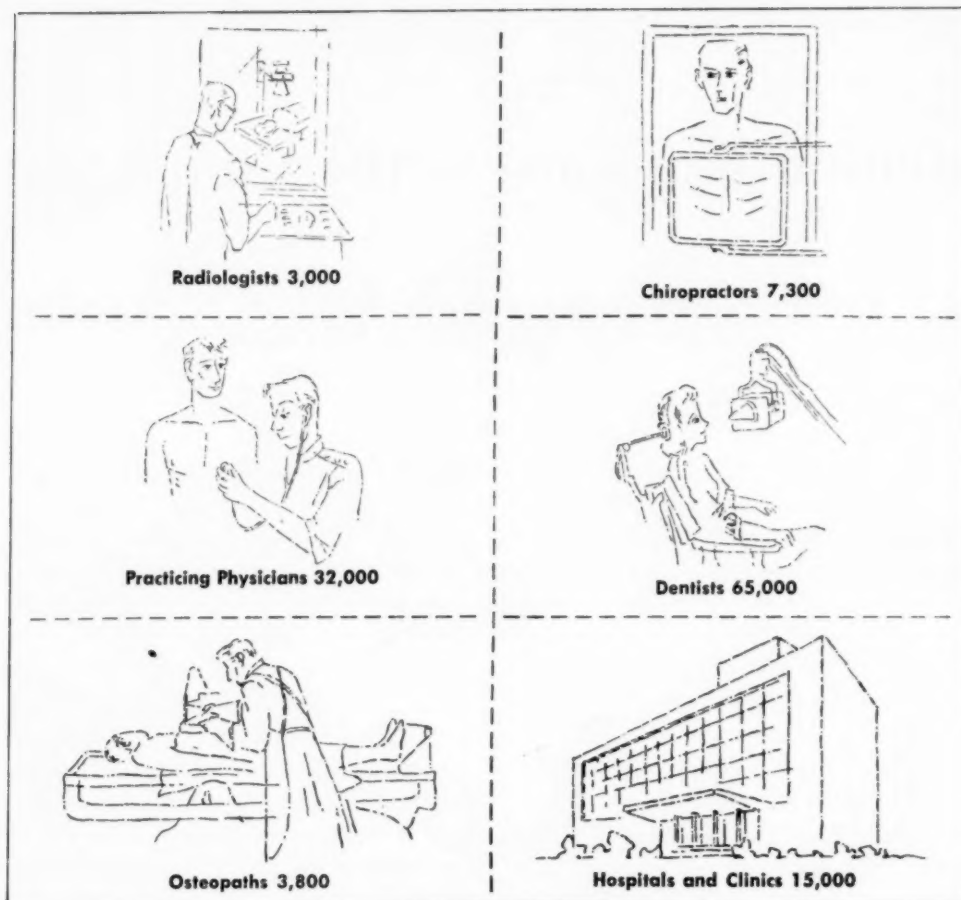 Radiologists 3,000
Chiropractors 7,300
Practicing Physicians 32,000
Dentists 65,000
Osteopaths 3,800
Hospitals and Clinics 15,000